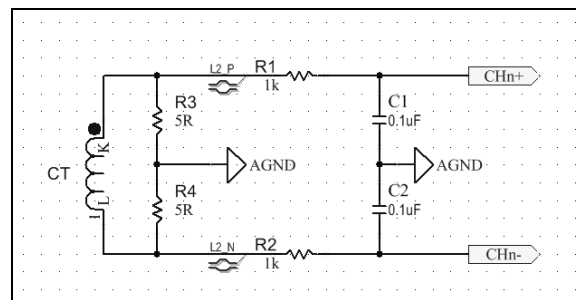 L2_P
R1
CHn+
1k
R3
C1
5R
0.1uF
K
CT
AGND
AGND
R4
C2
5R
0.1uF
1
L
L2_N
R2
CHn-
1k